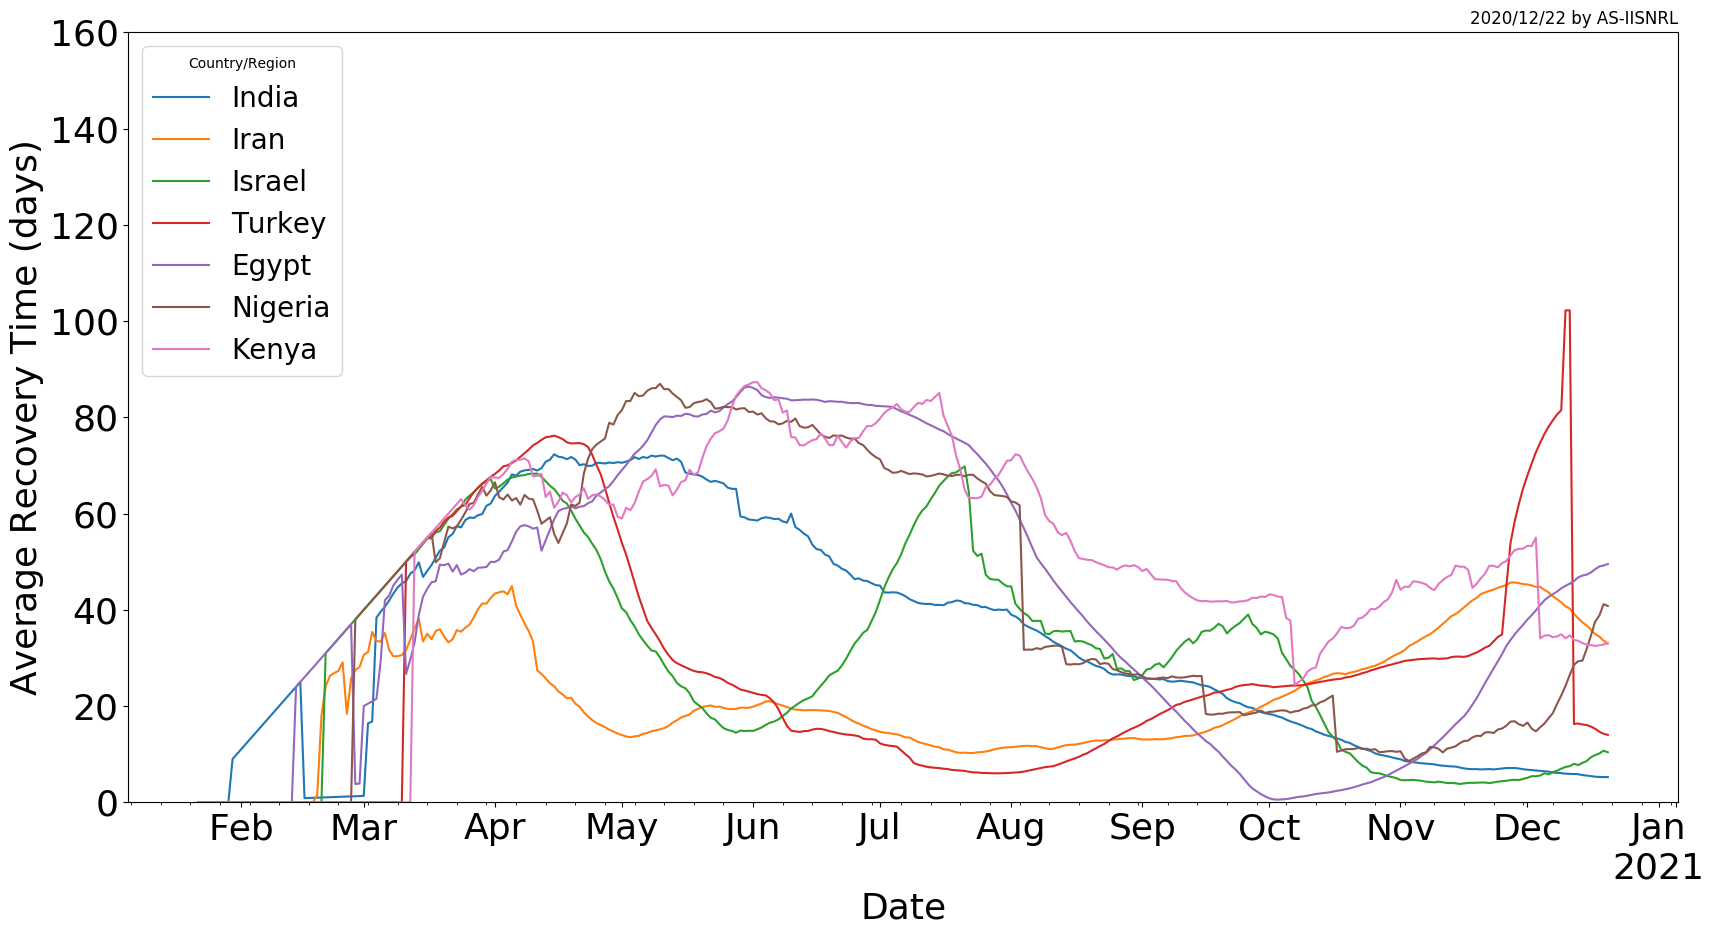 2020/12/22 by AS-IISNRL
160
140
120
100
80
60
40
20
0
Average Recovery Time (days)
Country/Region
India
Iran
Israel
Turkey
Egypt
Nigeria
Kenya
Feb Mar Apr May Jun Jul Aug Sep Oct Nov Dec Jan
2021
Date